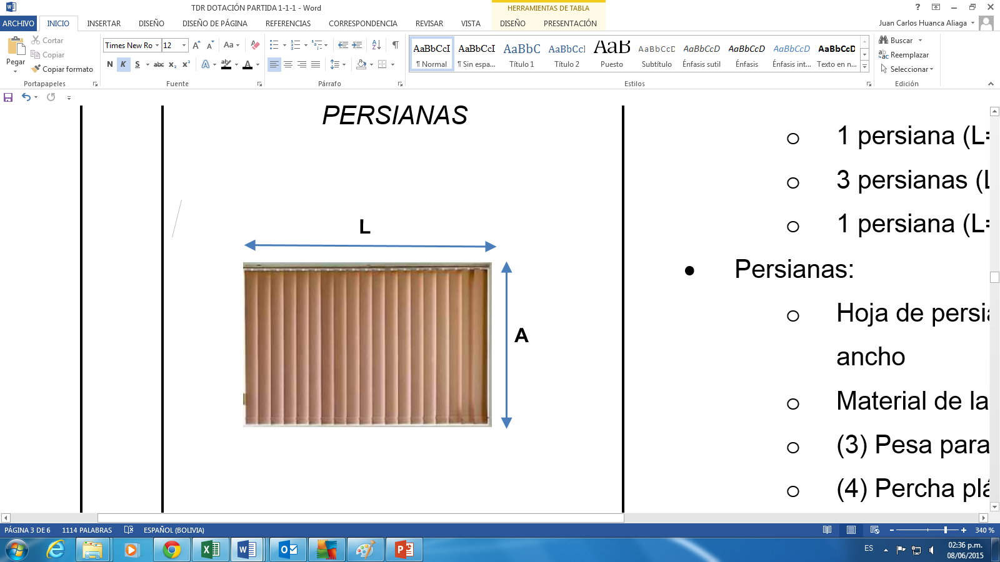 TDR DOTACIÓN PARTIDA 1-1-1 - Word
HERRAMIENTAS DE TABLA
ARCHIVO INICIO INSERTAR DISEÑO DISEÑO DE PÁGINA REFERENCIAS CORRESPONDENCIA REVISAR VISTA DISEÑO PRESENTACIÓN
Juan Carlos Huanca Aliaga
Pegar
Cortar
Copiar
Copiar formato
Portapapeles
Times New Ro 12
N K S abc x₂ x²
Fuente
Párrafo
AaBbCcI AaBbCcI AaBbC AaBbCcI AaB AaBbCcD AaBbCcD AaBbCcD AaBbCcD AaBbCcD
¶ Normal ¶ Sin espa... Título 1 Título 2 Puesto Subtítulo Énfasis sutil Énfasis Énfasis int... Texto en n...
Estilos
Buscar
Reemplazar
Seleccionar
Edición
PERSIANAS
L
A
o 1 persiana (L=
o 3 persianas (L
o 1 persiana (L=
• Persianas:
o Hoja de persia
ancho
o Material de la
o (3) Pesa para
o (4) Percha plá
PÁGINA 3 DE 6 1114 PALABRAS ESPAÑOL (BOLIVIA) 340 %
ES
02:36 p.m.
08/06/2015